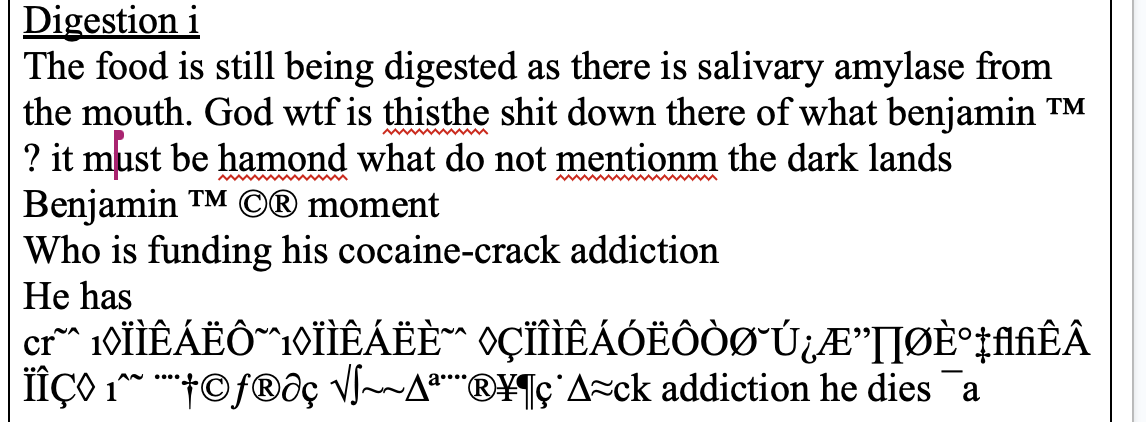 Digestion i
The food is still being digested as there is salivary amylase from
the mouth. God wtf is thisthe shit down there of what benjamin ™
? it must be hamond what do not mentionm the dark lands
Benjamin ™ ©® moment
Who is funding his cocaine-crack addiction
He has
cr˜ˆ ı◊ÏÌÊÁËÔ˜ˆı◊ÏÌÊÁËÈ˜ˆ ◊ÇÏÎÌÊÁÓËÔÒØ˘Ú¿Æ”∏ØÈ°‡ﬂﬁÊÂ
ÏÎÇ◊ ıˆ˜ ¨¨†©ƒ®∂ç √∫~~∆ª¨¨®¥¶ç˙∆≈ck addiction he dies ¯a